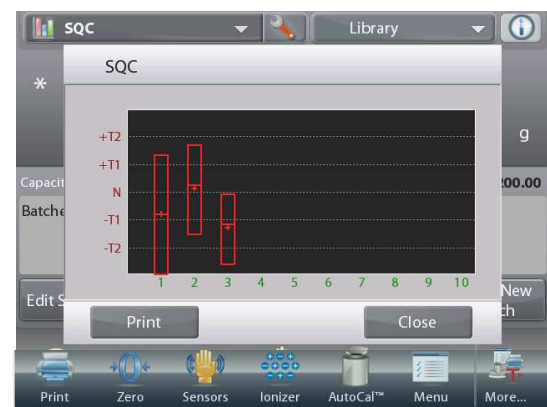 SQC Library
SQC
*
g
+T2
+T1
N
-T1
-T2
Capacit 200.00
Batche
1 2 3 4 5 6 7 8 9 10
Edit S New
Print Close ch
Print Zero Sensors Ionizer AutoCal™ Menu More...